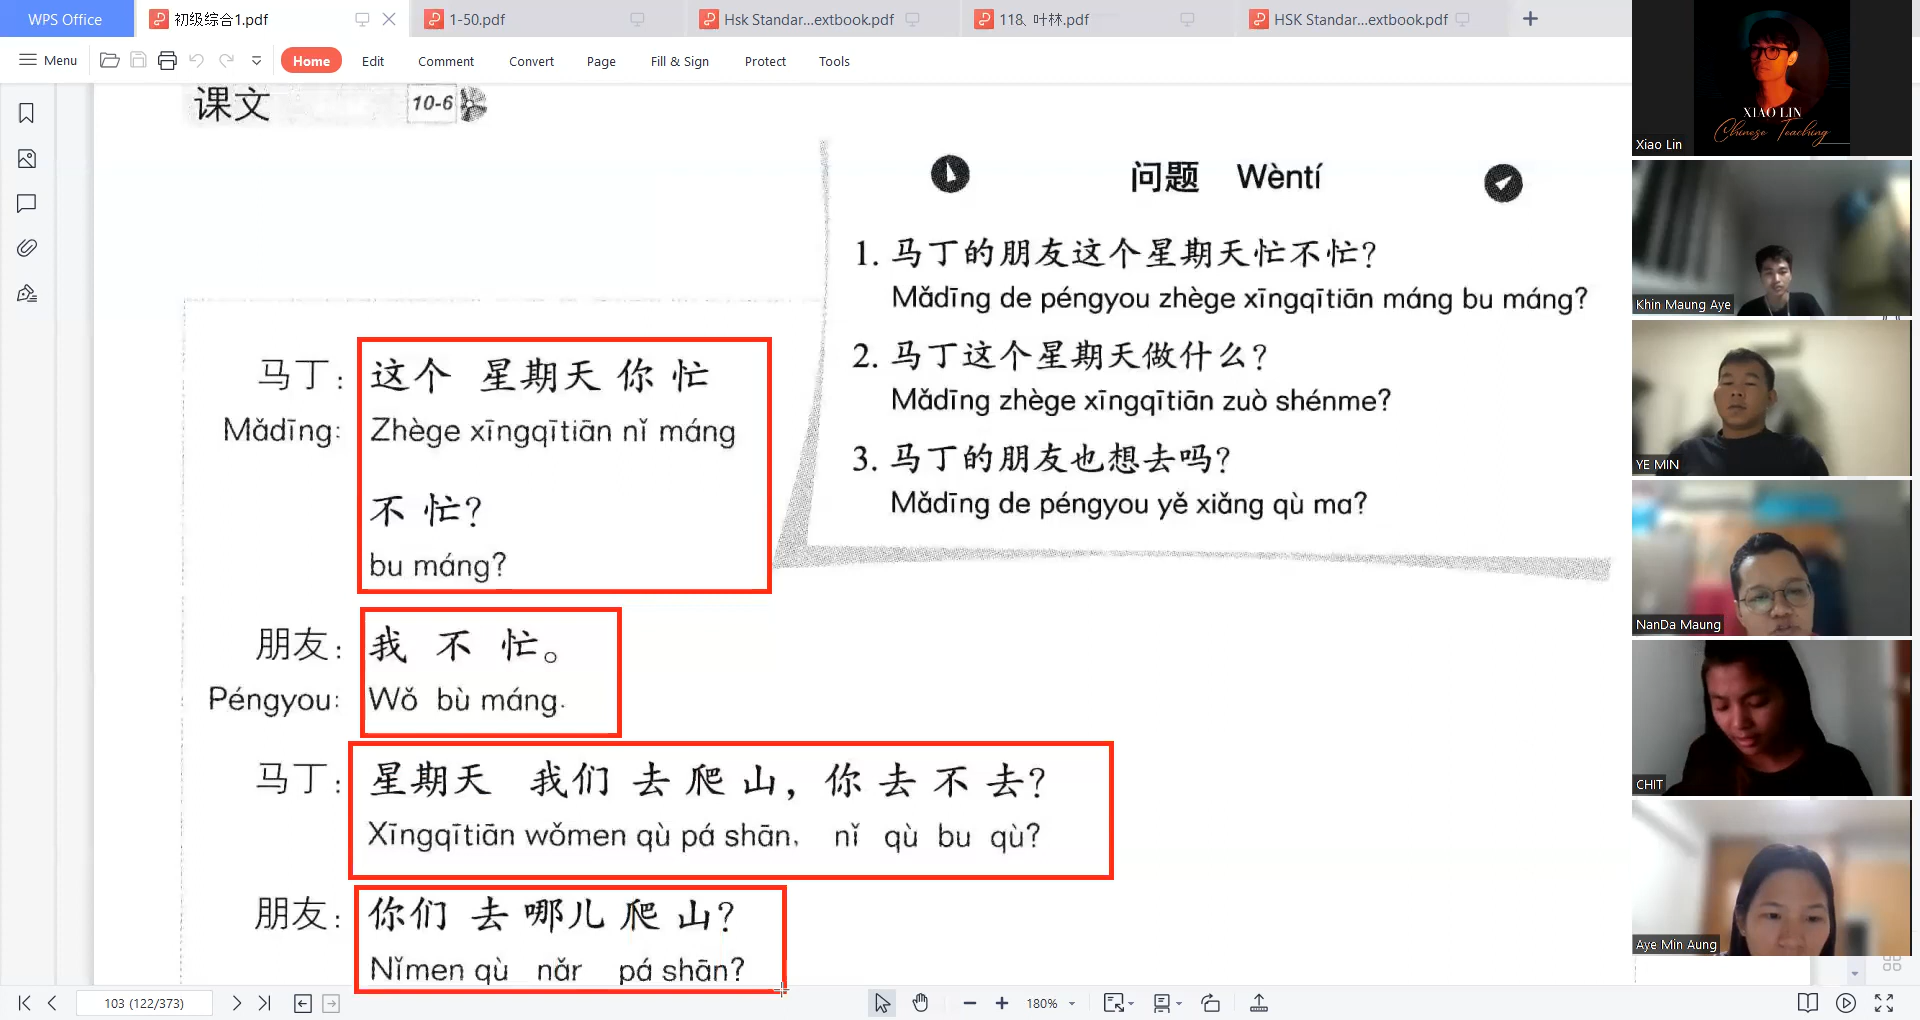 WPS Office
初级综合1.pdf
1-50.pdf
Hsk Standar...extbook.pdf
118、叶林.pdf
HSK Standar...extbook.pdf
Menu
Home
Edit
Comment
Convert
Page
Fill & Sign
Protect
Tools
课文
10-6
问题 Wèntí
1. 马丁的朋友这个星期天忙不忙?
Mǎdīng de péngyou zhège xīngqītiān máng bu máng?
2. 马丁这个星期天做什么?
Mǎdīng zhège xīngqītiān zuò shénme?
3. 马丁的朋友也想去吗?
Mǎdīng de péngyou yě xiǎng qù ma?
马丁: 这个 星期天 你 忙
Mǎdīng: Zhège xīngqītiān nǐ máng
不 忙?
bu máng?
朋友: 我 不 忙。
Péngyou: Wǒ bù máng.
马丁: 星期天 我们 去 爬 山, 你 去 不 去?
Xīngqītiān wǒmen qù pá shān, nǐ qù bu qù?
朋友: 你们 去 哪儿 爬 山?
Nǐmen qù nǎr pá shān?
103 (122/373)
180%
XIAO LIN
Chinese Teaching
Xiao Lin
Khin Maung Aye
YE MIN
NanDa Maung
CHIT
Aye Min Aung